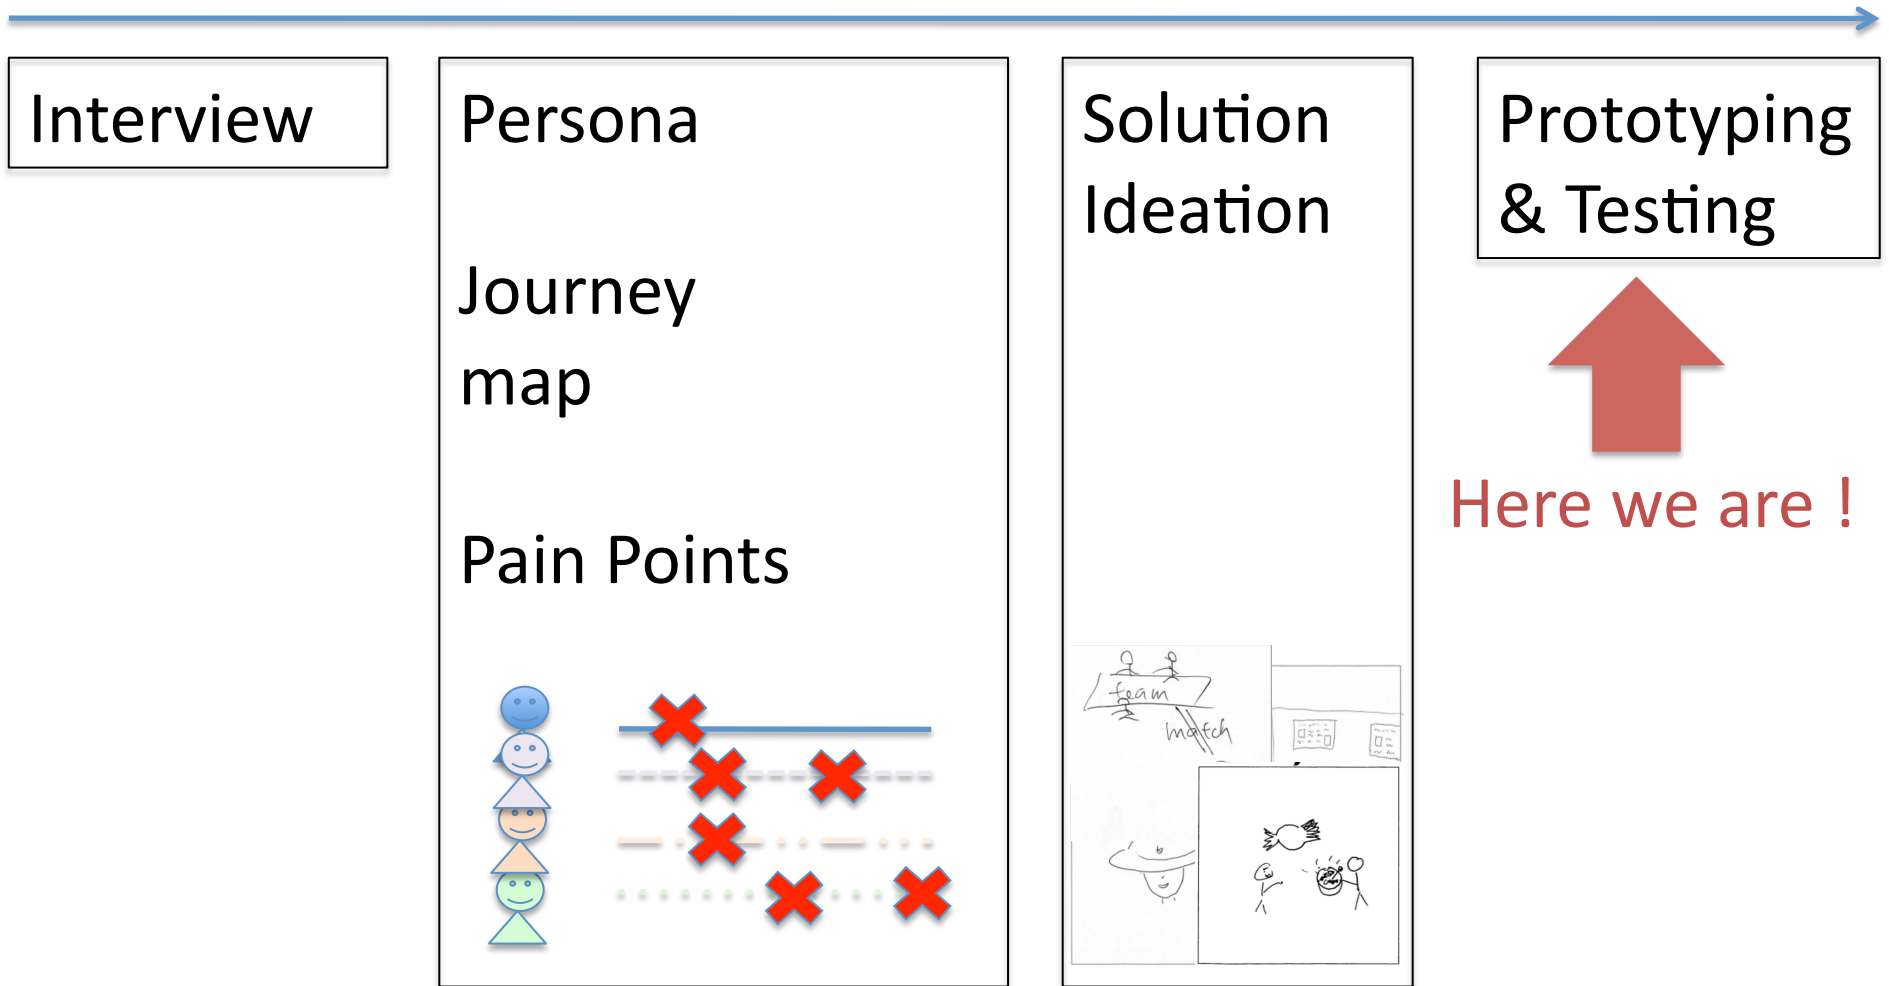 Interview
Persona
Journey
map
Pain Points
Solution
Ideation
team
match
Prototyping
& Testing
Here we are !